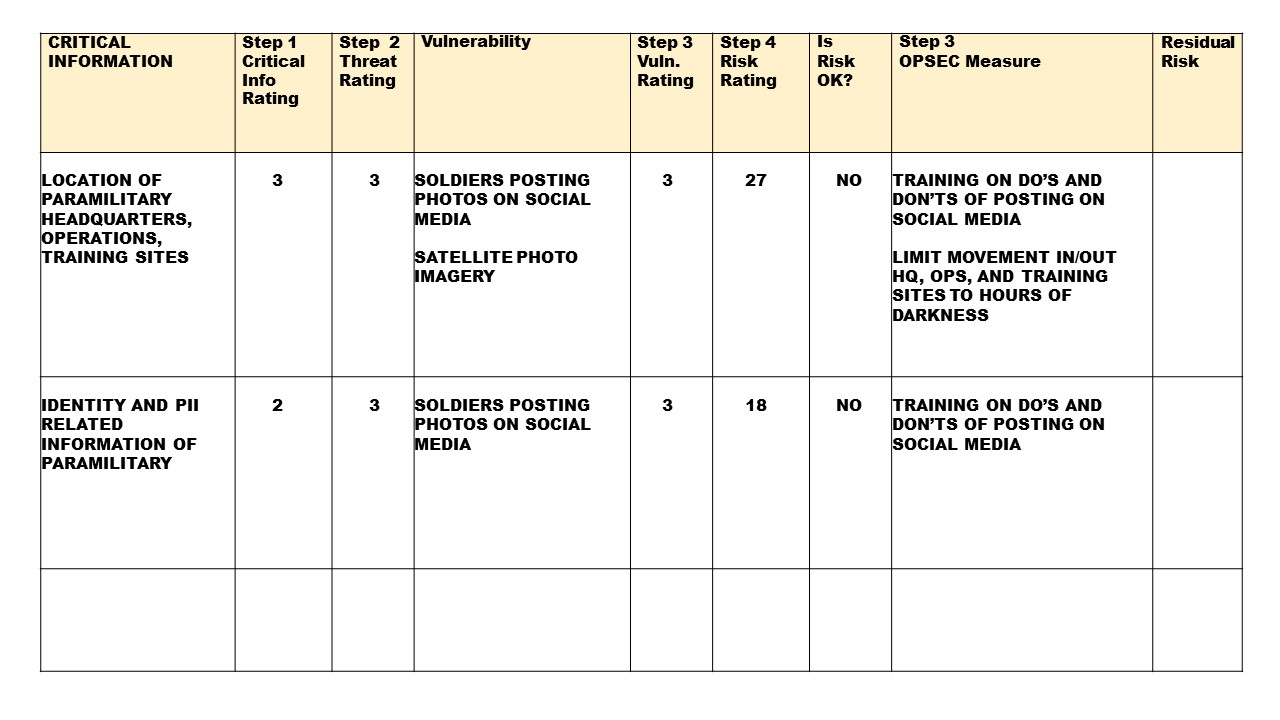 CRITICAL
INFORMATION
Step 1
Critical
Info
Rating
Step 2
Threat
Rating
Vulnerability
Step 3
Vuln.
Rating
Step 4
Risk
Rating
Is
Risk
OK?
Step 3
OPSEC Measure
Residual
Risk
LOCATION OF
PARAMILITARY
HEADQUARTERS,
OPERATIONS,
TRAINING SITES
3
3
SOLDIERS POSTING
PHOTOS ON SOCIAL
MEDIA
SATELLITE PHOTO
IMAGERY
3
27
NO
TRAINING ON DO’S AND
DON’TS OF POSTING ON
SOCIAL MEDIA
LIMIT MOVEMENT IN/OUT
HQ, OPS, AND TRAINING
SITES TO HOURS OF
DARKNESS
IDENTITY AND PII
RELATED
INFORMATION OF
PARAMILITARY
2
3
SOLDIERS POSTING
PHOTOS ON SOCIAL
MEDIA
3
18
NO
TRAINING ON DO’S AND
DON’TS OF POSTING ON
SOCIAL MEDIA